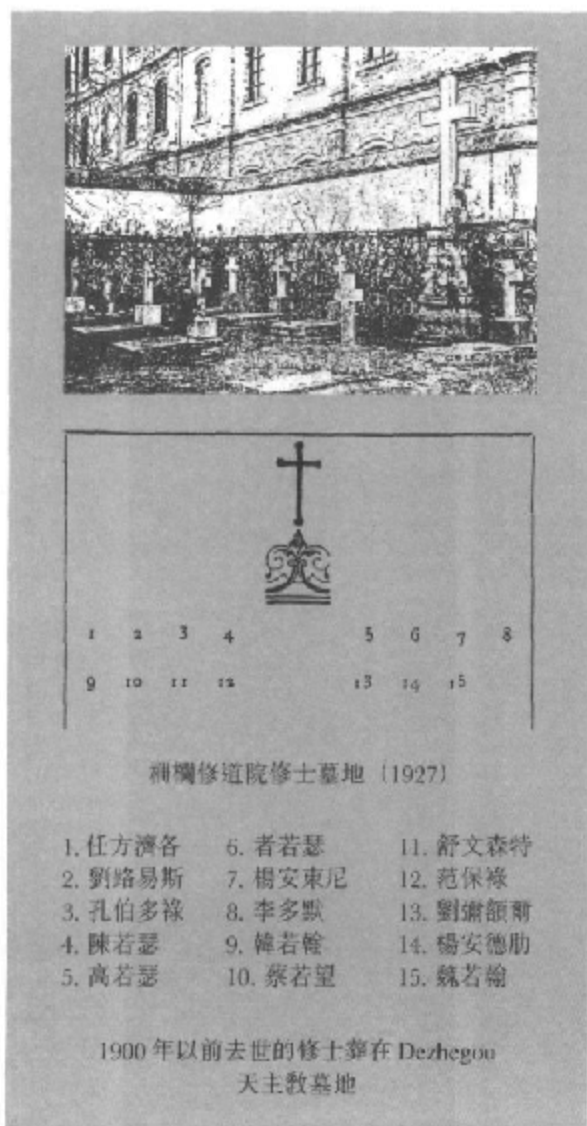 1 2 3 4 5 6 7 8
9 10 11 12 13 14 15
柵欄修道院修士墓地 (1927)
1. 任方濟各 6. 者若瑟 11. 舒文森特
2. 劉路易斯 7. 楊安東尼 12. 范保祿
3. 孔伯多祿 8. 李多默 13. 劉彌額爾
4. 陳若瑟 9. 韓若翰 14. 楊安德肋
5. 高若瑟 10. 蔡若望 15. 魏若翰
1900 年以前去世的修士葬在 Dezhegou
天主教墓地